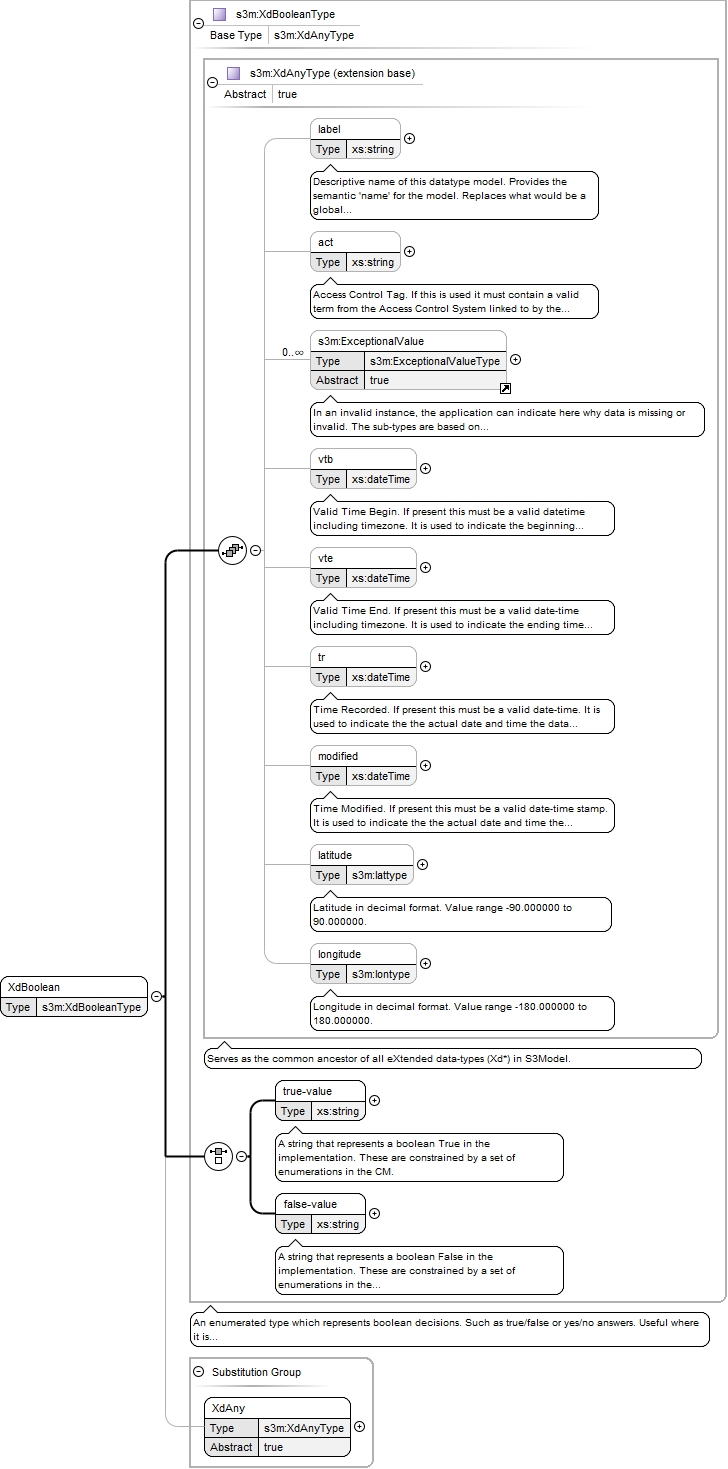 s3m:XdBooleanType
Base Type s3m:XdAnyType
s3m:XdAnyType (extension base)
Abstract true
label
Type xs:string
Descriptive name of this datatype model. Provides the
semantic 'name' for the model. Replaces what would be a
global...
act
Type xs:string
Access Control Tag. If this is used it must contain a valid
term from the Access Control System linked to by the...
0..∞
s3m:ExceptionalValue
Type s3m:ExceptionalValueType
Abstract true
In an invalid instance, the application can indicate here why data is missing or
invalid. The sub-types are based on...
vtb
Type xs:dateTime
Valid Time Begin. If present this must be a valid datetime
including timezone. It is used to indicate the beginning...
vte
Type xs:dateTime
Valid Time End. If present this must be a valid date-time
including timezone. It is used to indicate the ending time...
tr
Type xs:dateTime
Time Recorded. If present this must be a valid date-time. It is
used to indicate the the actual date and time the data...
modified
Type xs:dateTime
Time Modified. If present this must be a valid date-time stamp.
It is used to indicate the the actual date and time the...
latitude
Type s3m:lattype
Latitude in decimal format. Value range -90.000000 to
90.000000.
longitude
Type s3m:lontype
Longitude in decimal format. Value range -180.000000 to
180.000000.
XdBoolean
Type s3m:XdBooleanType
Serves as the common ancestor of all eXtended data-types (Xd*) in S3Model.
true-value
Type xs:string
A string that represents a boolean True in the
implementation. These are constrained by a set of
enumerations in the CM.
false-value
Type xs:string
A string that represents a boolean False in the
implementation. These are constrained by a set of
enumerations in the...
An enumerated type which represents boolean decisions. Such as true/false or yes/no answers. Useful where
it is...
Substitution Group
XdAny
Type s3m:XdAnyType
Abstract true